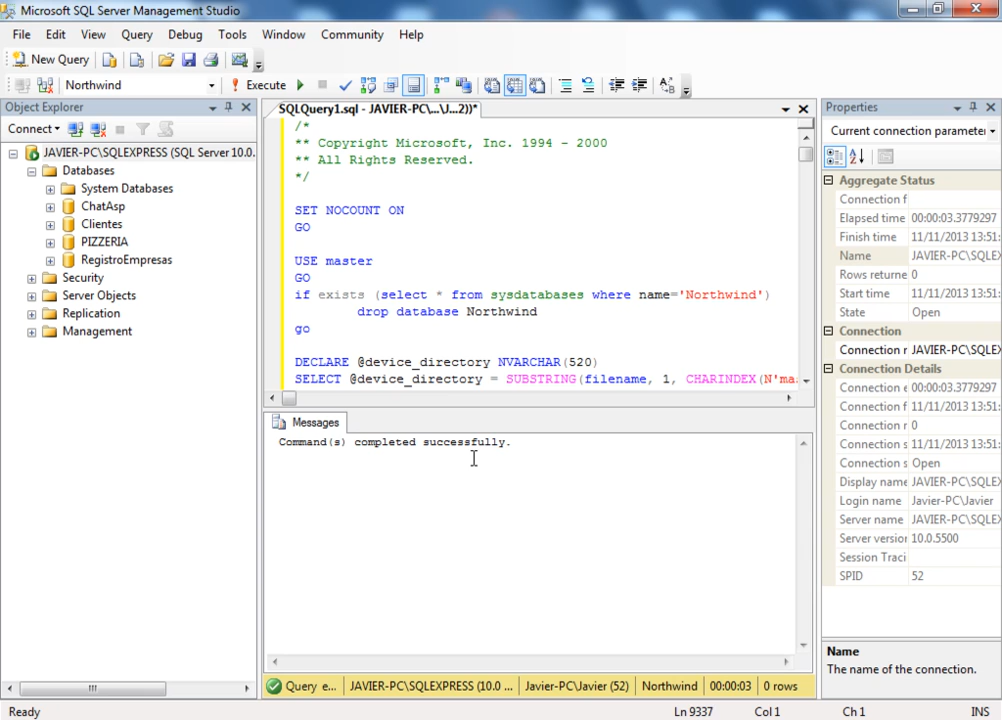 Microsoft SQL Server Management Studio
File Edit View Query Debug Tools Window Community Help
New Query
Northwind Execute
Object Explorer
Connect
JAVIER-PC\SQLEXPRESS (SQL Server 10.0.
Databases
System Databases
ChatAsp
Clientes
PIZZERIA
RegistroEmpresas
Security
Server Objects
Replication
Management
SQLQuery1.sql - JAVIER-PC\...\J...2))*
/*
** Copyright Microsoft, Inc. 1994 - 2000
** All Rights Reserved.
*/
SET NOCOUNT ON
GO
USE master
GO
if exists (select * from sysdatabases where name='Northwind')
drop database Northwind
go
DECLARE @device_directory NVARCHAR(520)
SELECT @device_directory = SUBSTRING(filename, 1, CHARINDEX(N'ma
Messages
Command(s) completed successfully.
Query e... JAVIER-PC\SQLEXPRESS (10.0 ... Javier-PC\Javier (52) Northwind 00:00:03 0 rows
Properties
Current connection paramete
Aggregate Status
Connection f
Elapsed time 00:00:03.3779297
Finish time 11/11/2013 13:51:
Name JAVIER-PC\SQLEX
Rows returne 0
Start time 11/11/2013 13:51:
State Open
Connection
Connection r JAVIER-PC\SQLEX
Connection Details
Connection e 00:00:03.3779297
Connection f 11/11/2013 13:51:
Connection r 0
Connection s 11/11/2013 13:51:
Connection s Open
Display name JAVIER-PC\SQLEX
Login name Javier-PC\Javier
Server name JAVIER-PC\SQLEX
Server version 10.0.5500
Session Traci
SPID 52
Name
The name of the connection.
Ready Ln 9337 Col 1 Ch 1 INS